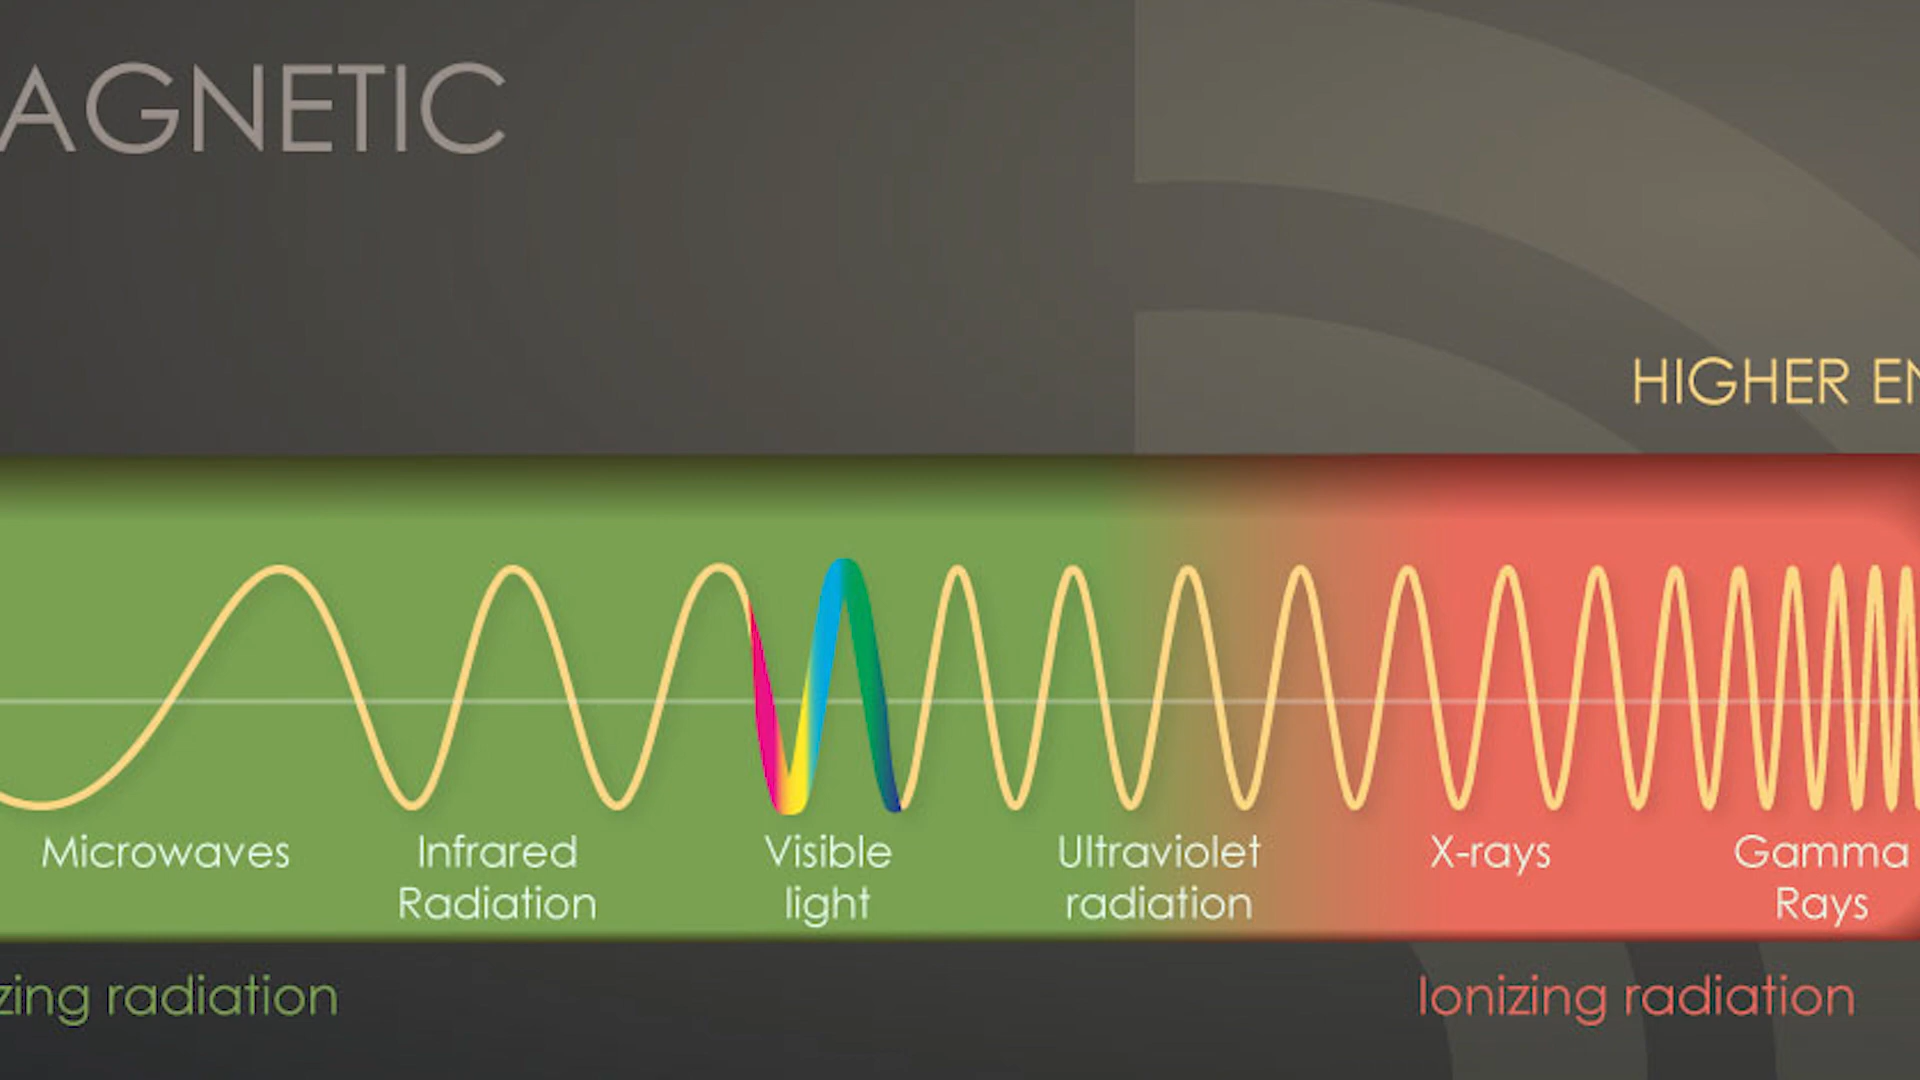 AGNETIC
HIGHER EN
Microwaves
Infrared
Radiation
Visible
light
Ultraviolet
radiation
X-rays
Gamma
Rays
zing radiation
Ionizing radiation